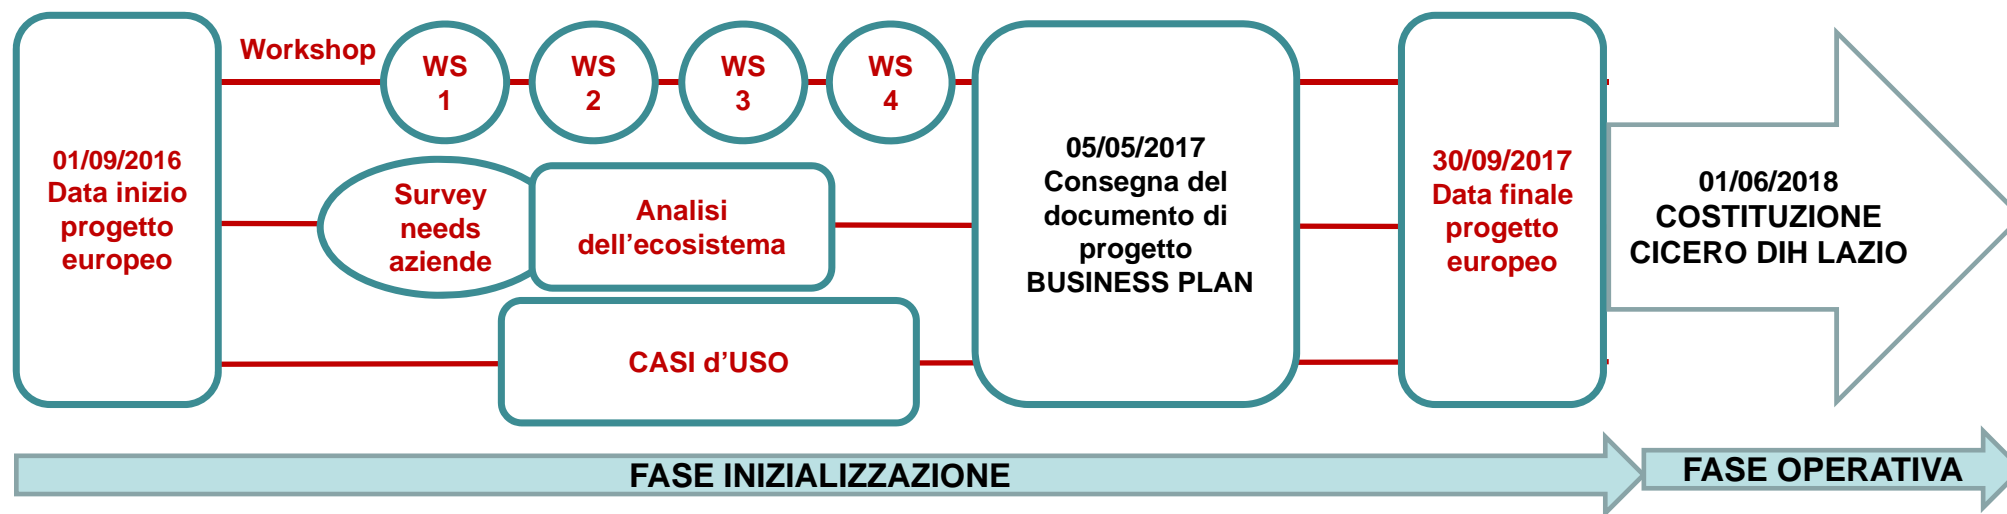 01/09/2016
Data inizio
progetto
europeo
Workshop
WS
1
WS
2
WS
3
WS
4
Survey
needs
aziende
Analisi
dell’ecosistema
CASI d’USO
05/05/2017
Consegna del
documento di
progetto
BUSINESS PLAN
30/09/2017
Data finale
progetto
europeo
01/06/2018
COSTITUZIONE
CICERO DIH LAZIO
FASE INIZIALIZZAZIONE
FASE OPERATIVA